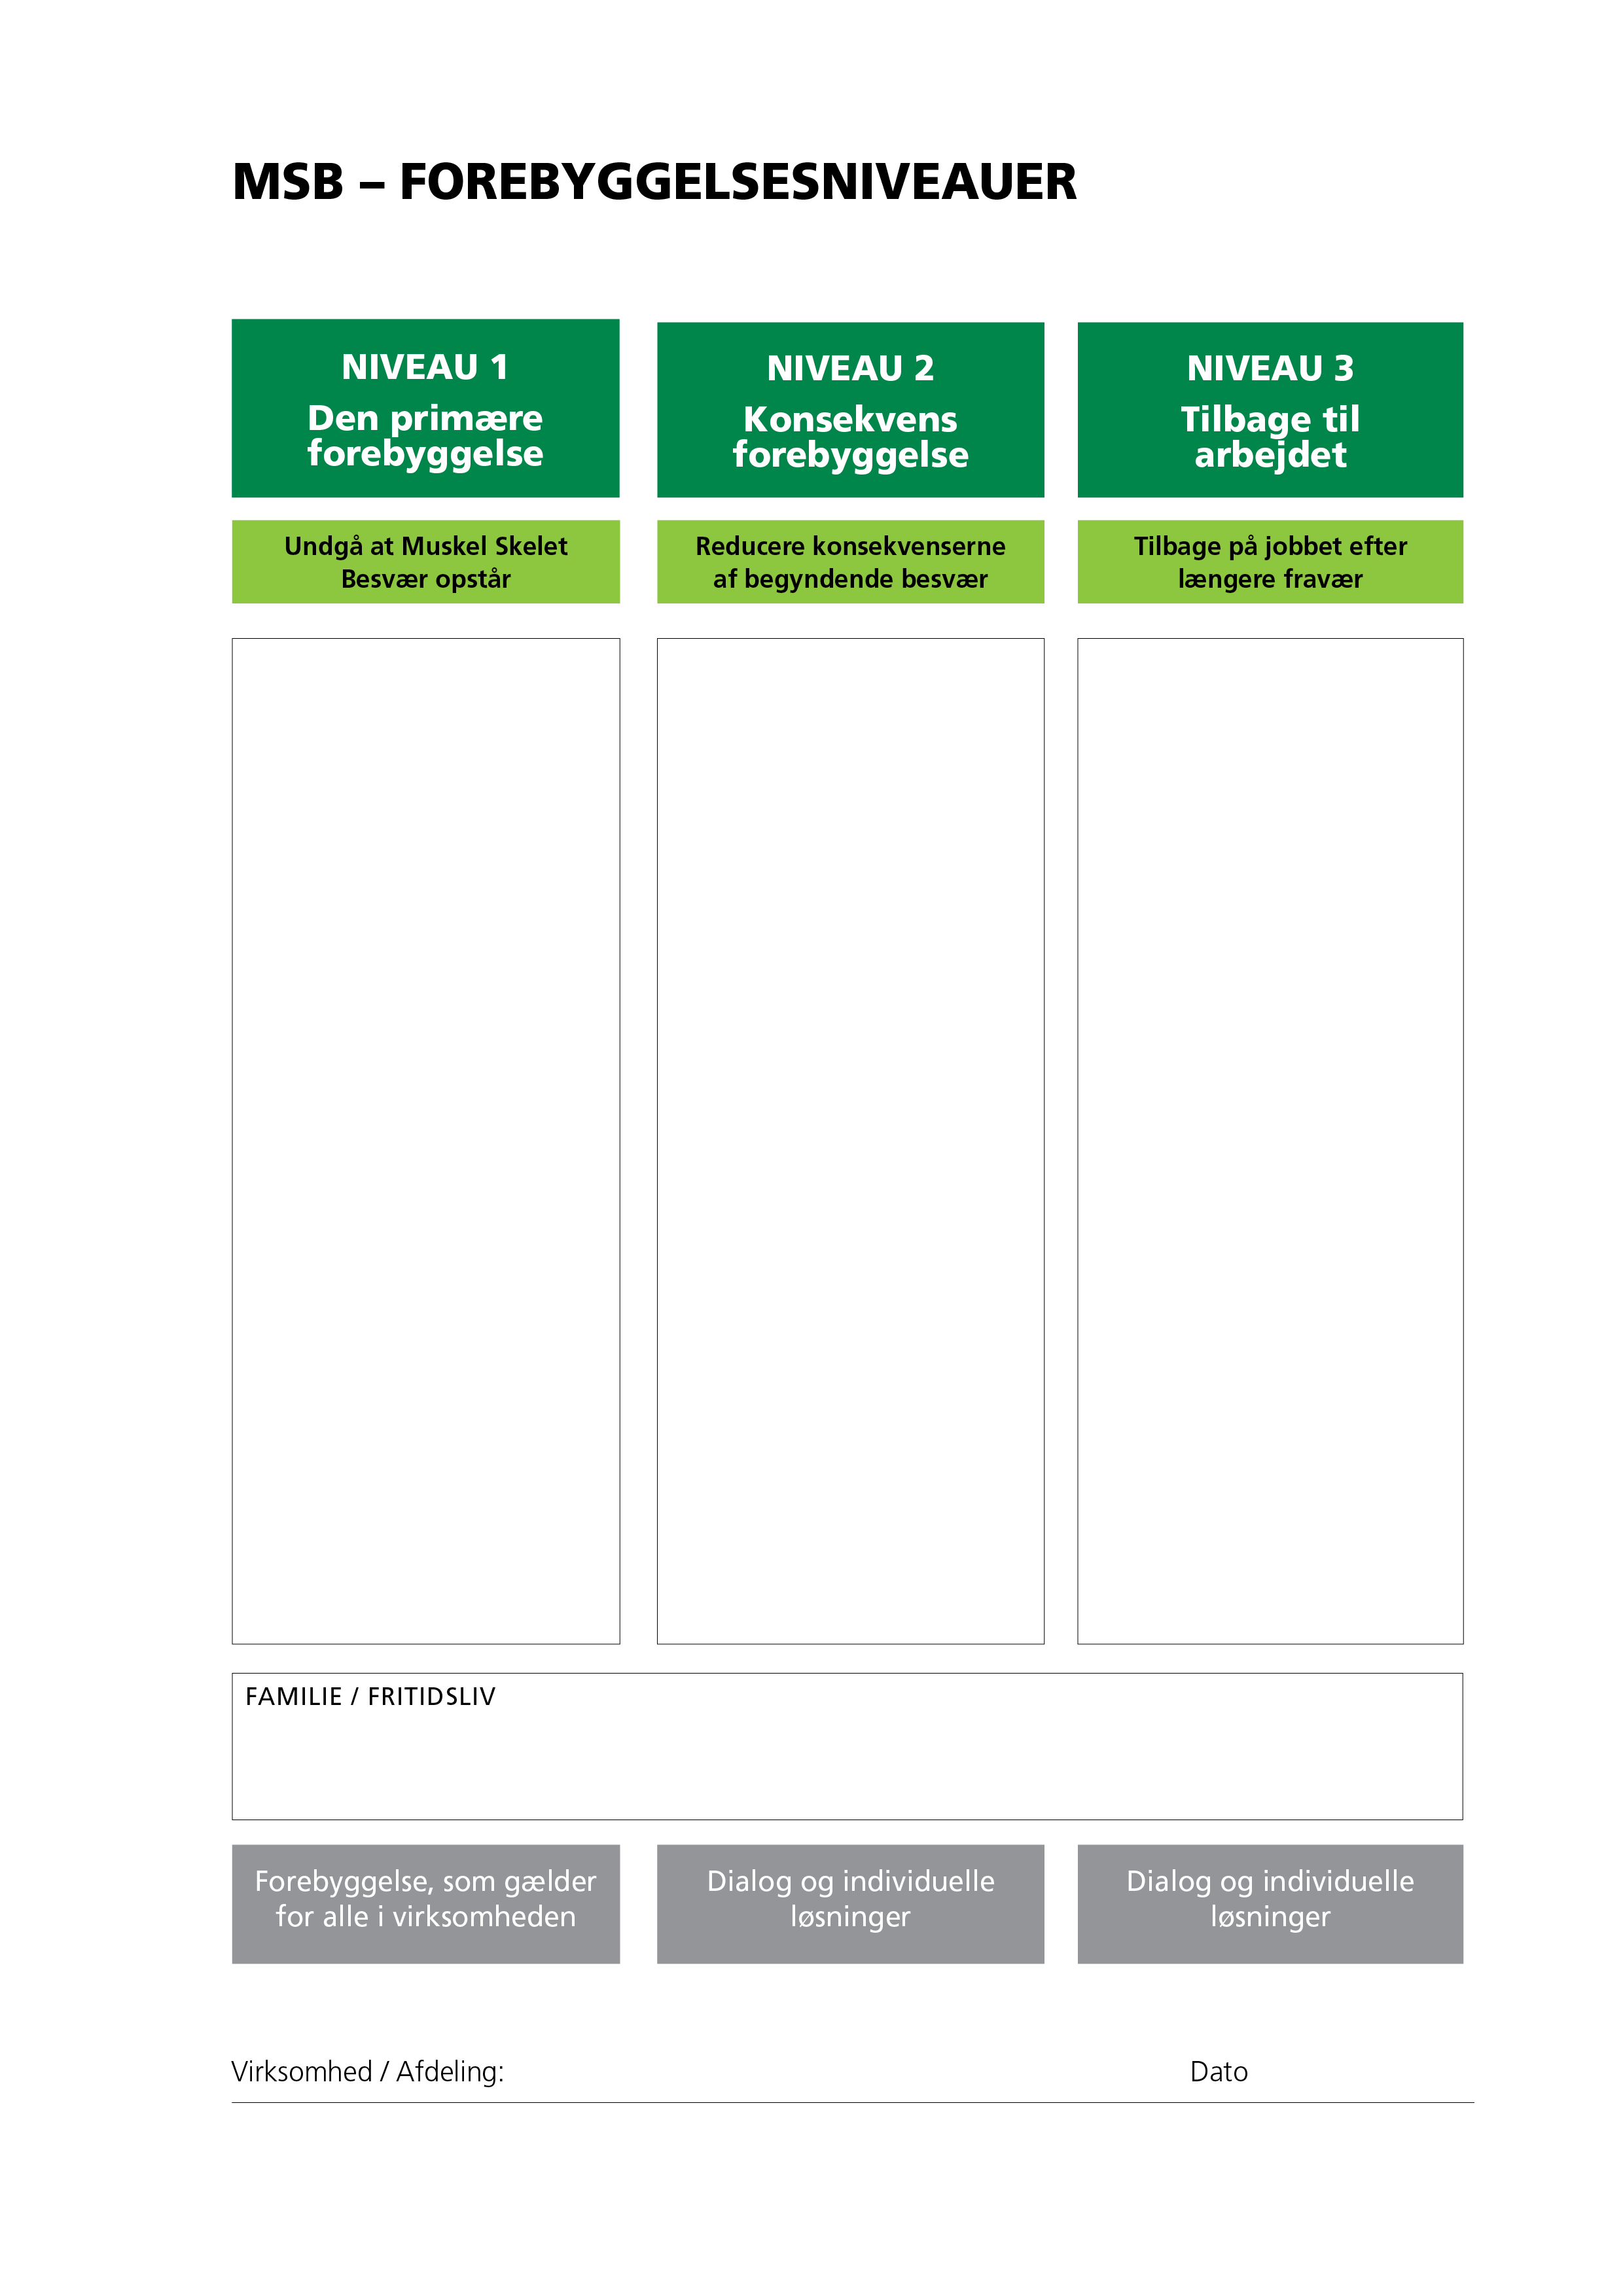 MSB – FOREBYGGELSESNIVEAUER
NIVEAU 1
Den primære
forebyggelse
NIVEAU 2
Konsekvens
forebyggelse
NIVEAU 3
Tilbage til
arbejdet
Undgå at Muskel Skelet
Besvær opstår
Reducere konsekvenserne
af begyndende besvær
Tilbage på jobbet efter
længere fravær
FAMILIE / FRITIDSLIV
Forebyggelse, som gælder
for alle i virksomheden
Dialog og individuelle
løsninger
Dialog og individuelle
løsninger
Virksomhed / Afdeling:
Dato